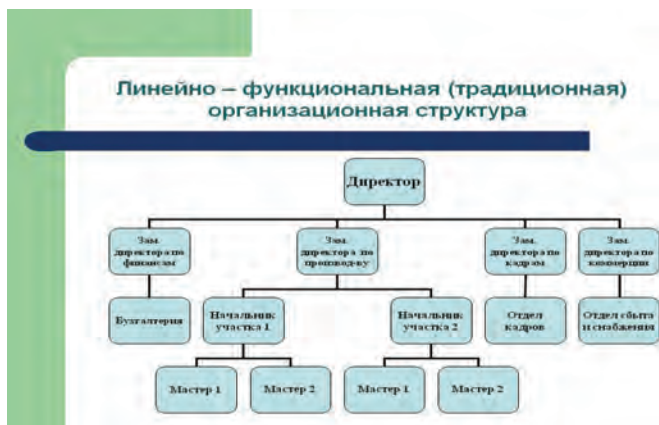 Линейно – функциональная (традиционная)
организационная структура
Директор
Зам.
директора по
финансам
Зам.
директора по
производ-ву
Зам.
директора по
кадрам
Зам.
директора по
коммерции
Бухгалтерия
Начальник
участка 1
Начальник
участка 2
Отдел
кадров
Отдел сбыта
и снабжения
Мастер 1
Мастер 2
Мастер 1
Мастер 2